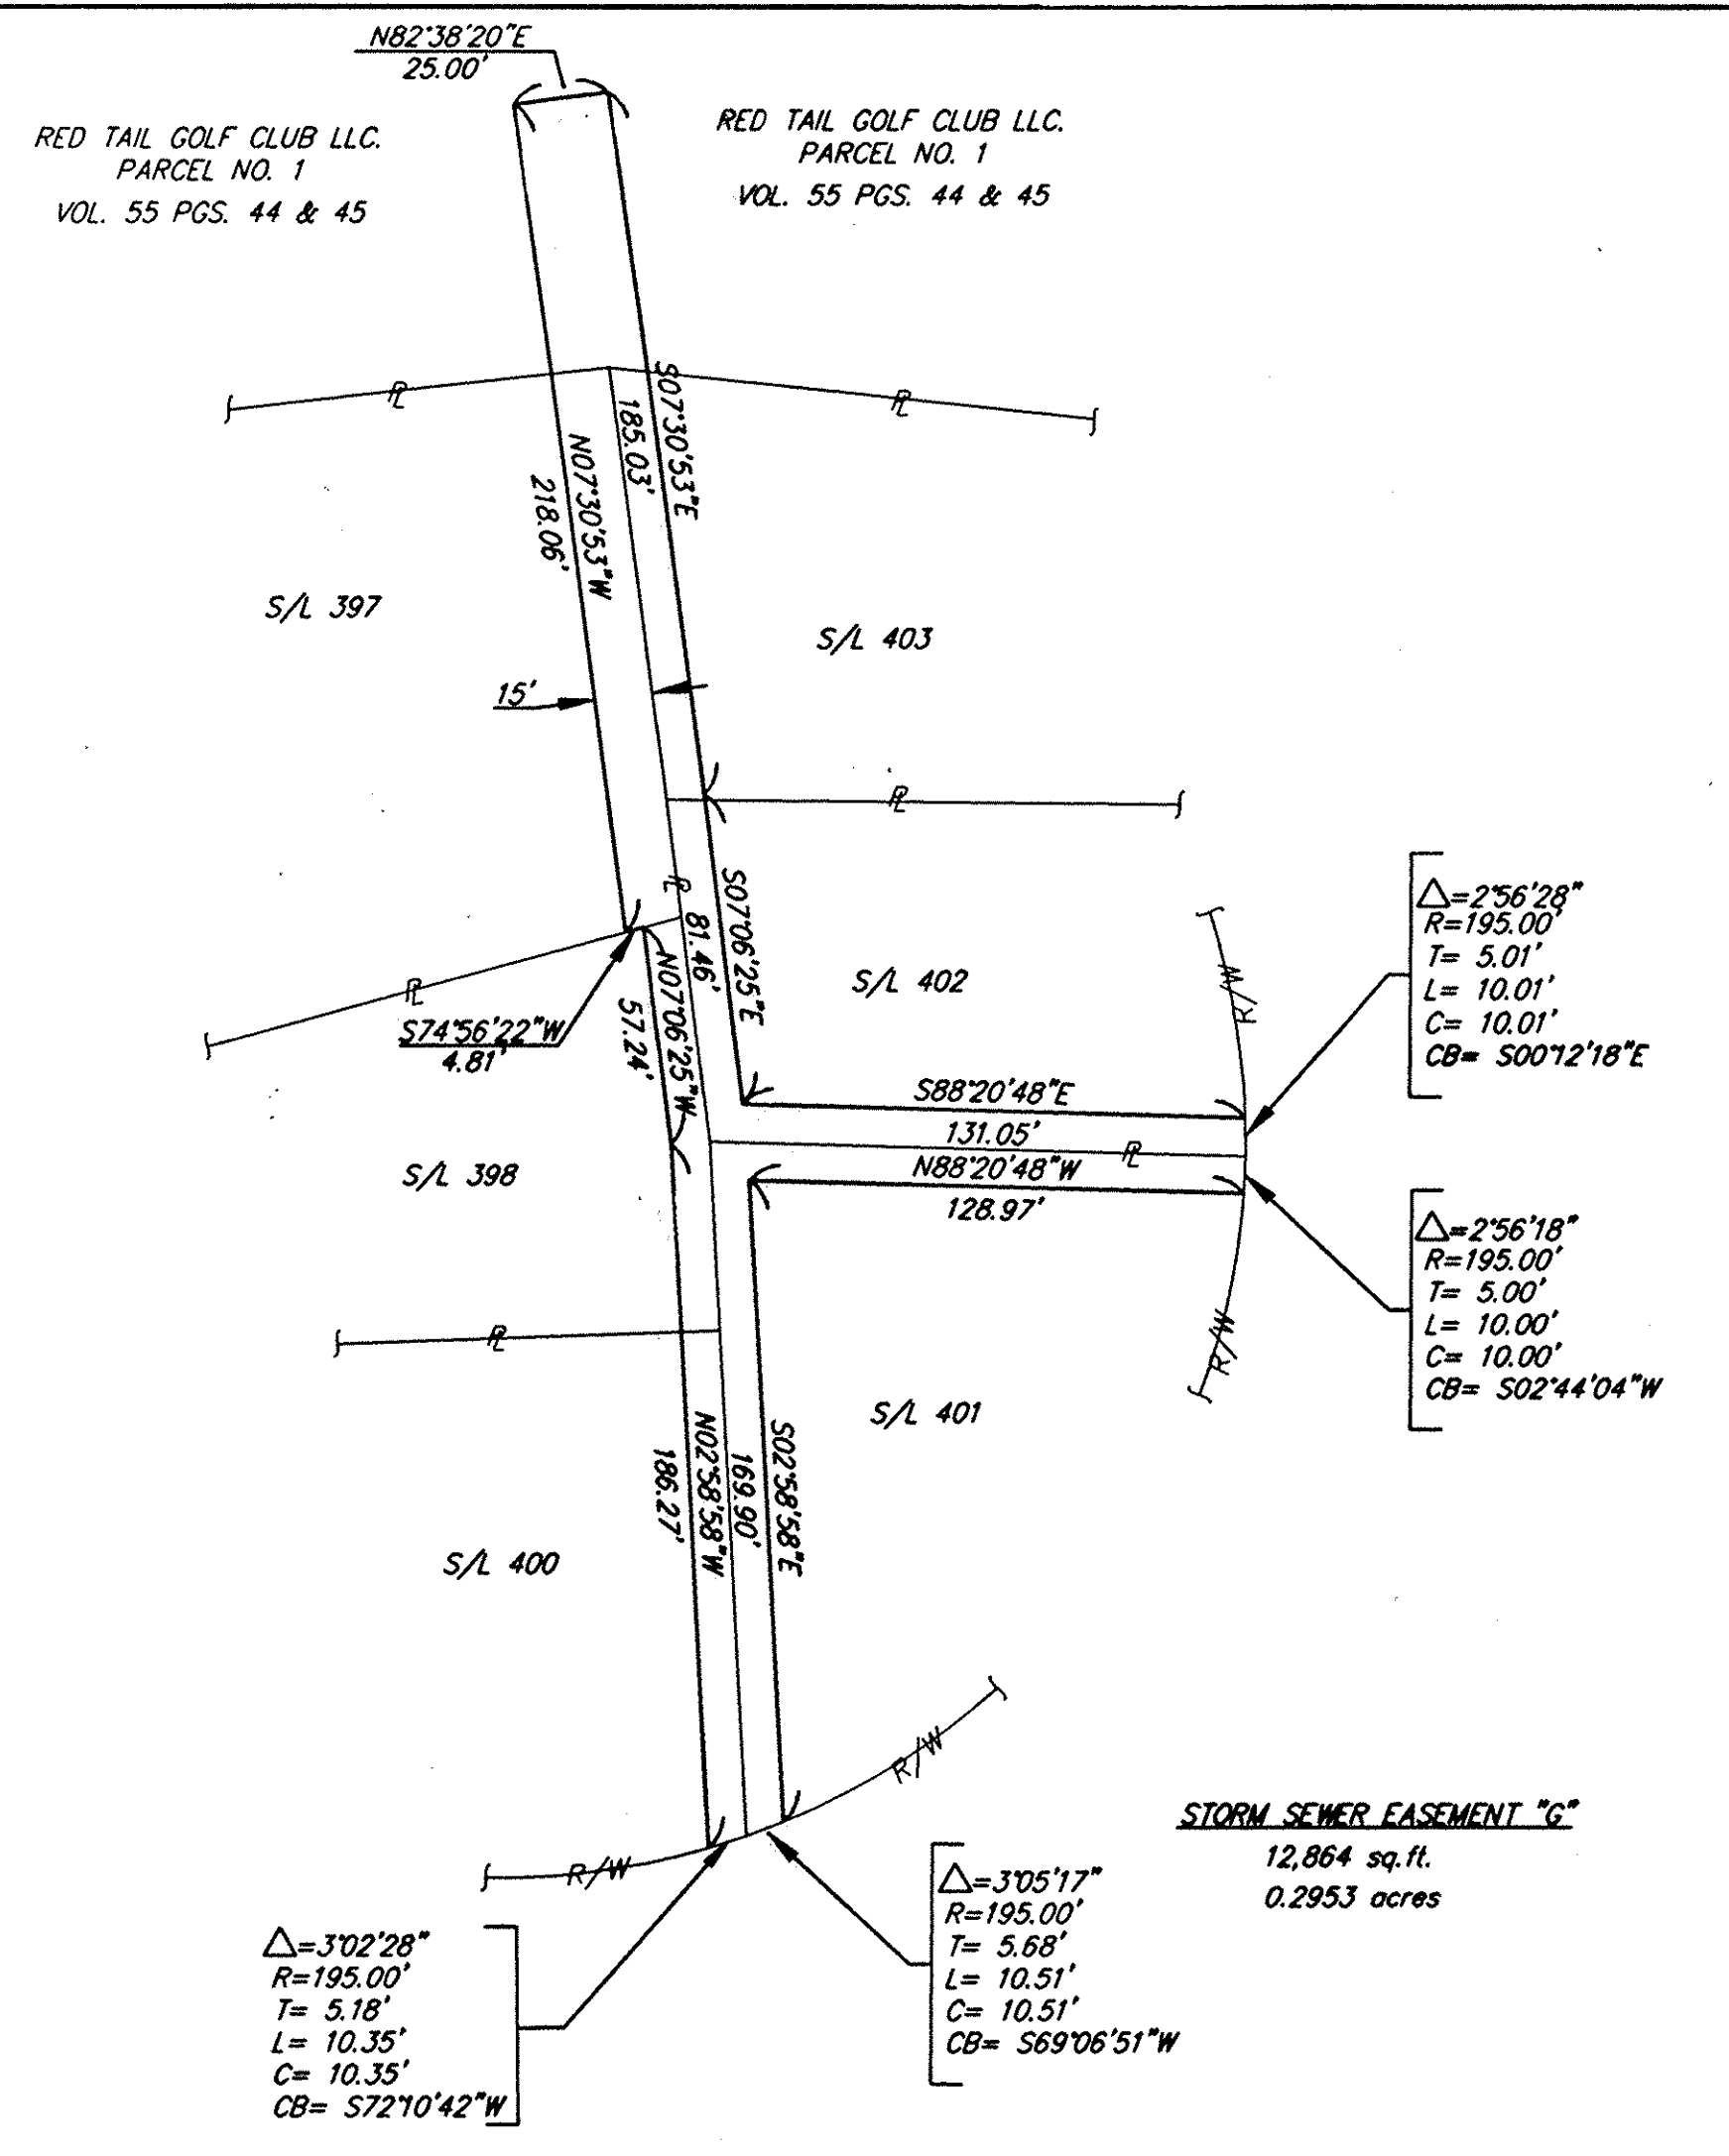 N82°38'20"E
25.00'
RED TAIL GOLF CLUB LLC.
PARCEL NO. 1
VOL. 55 PGS. 44 & 45
RED TAIL GOLF CLUB LLC.
PARCEL NO. 1
VOL. 55 PGS. 44 & 45
PL
PL
S07°30'53"E
185.03'
N07°30'53"W
218.06'
S/L 397
S/L 403
15'
PL
PL
S07°06'25"E
81.46'
N07°06'25"W
57.24'
S/L 402
PL
S74°56'22"W
4.81'
R/W
△=2°56'28"
R=195.00'
T= 5.01'
L= 10.01'
C= 10.01'
CB= S00°12'18"E
S88°20'48"E
131.05'
PL
N88°20'48"W
128.97'
S/L 398
△=2°56'18"
R=195.00'
T= 5.00'
L= 10.00'
C= 10.00'
CB= S02°44'04"W
R/W
PL
S/L 401
S02°58'58"E
169.90'
N02°58'58"W
186.27'
S/L 400
R/W
R/W
STORM SEWER EASEMENT "G"
12,864 sq.ft.
0.2953 acres
△=3°05'17"
R=195.00'
T= 5.68'
L= 10.51'
C= 10.51'
CB= S69°06'51"W
△=3°02'28"
R=195.00'
T= 5.18'
L= 10.35'
C= 10.35'
CB= S72°10'42"W